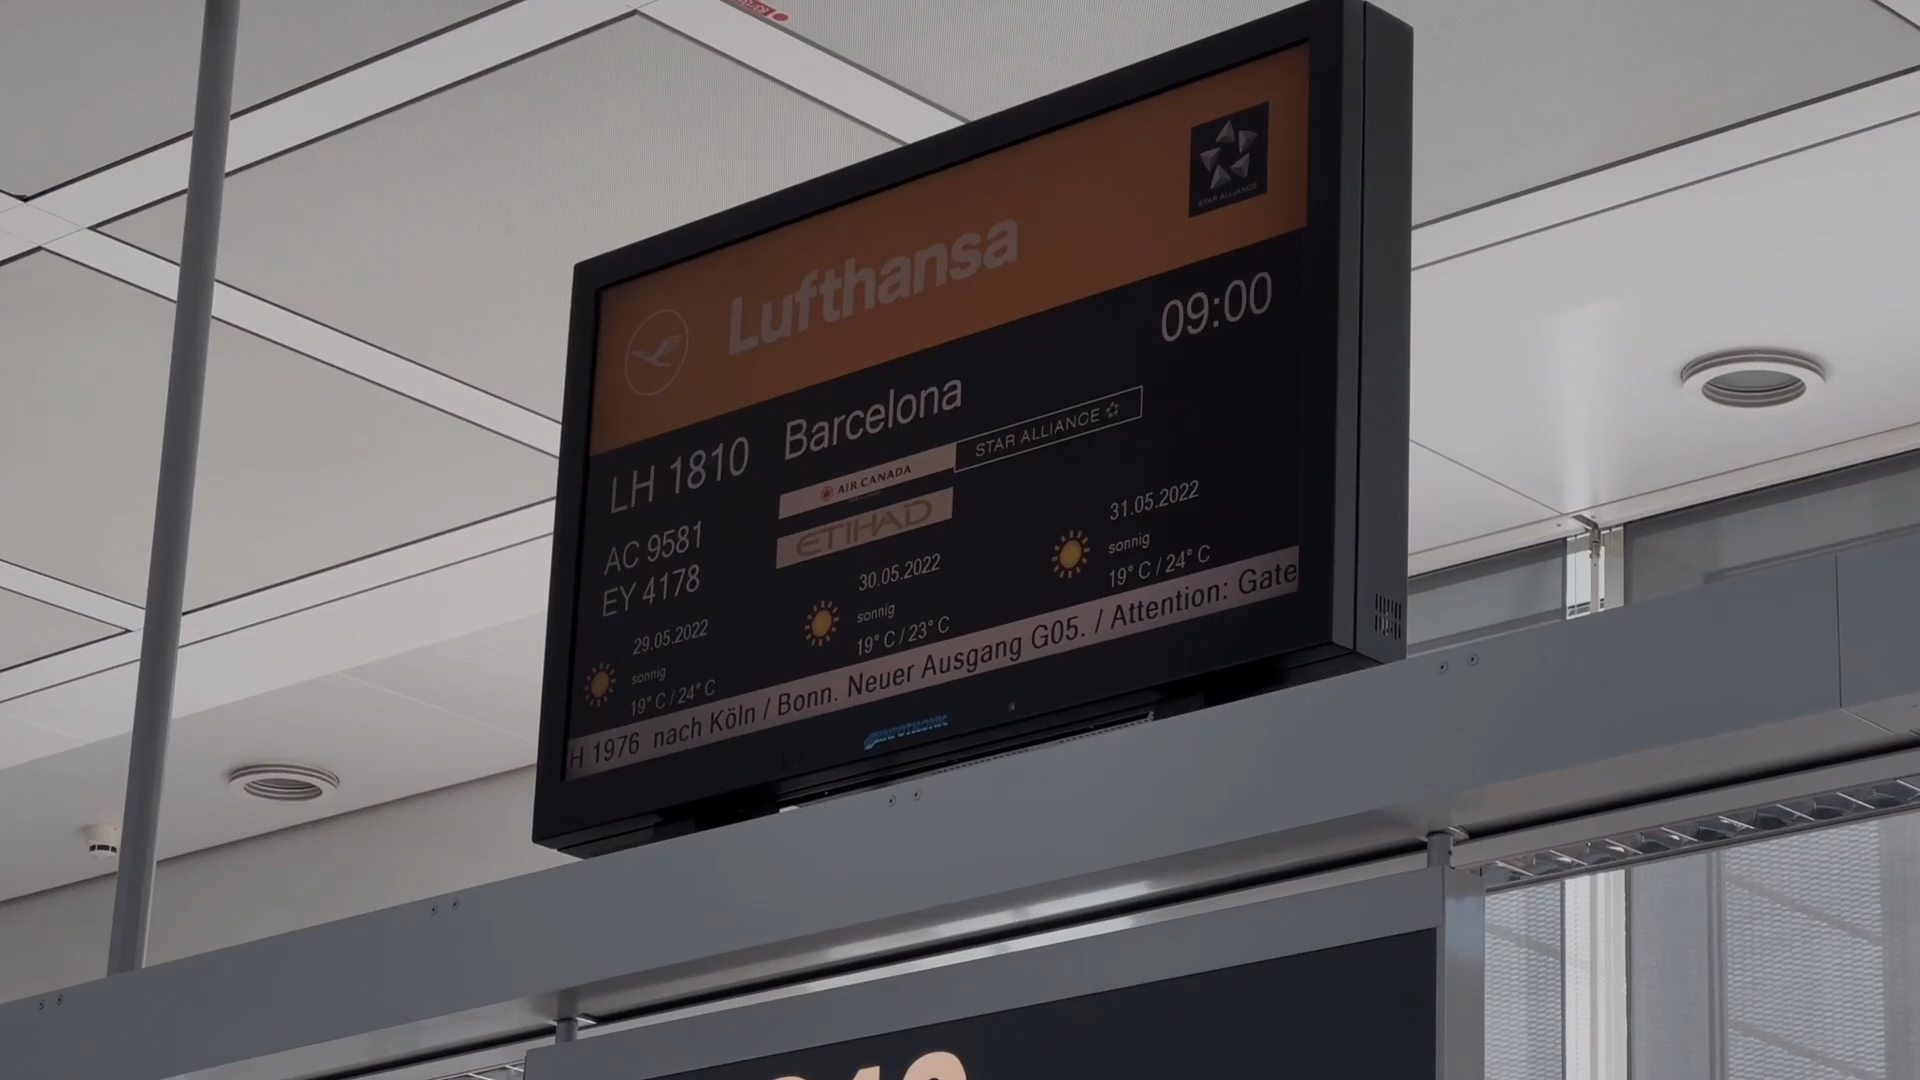 Lufthansa
STAR ALLIANCE
09:00
LH 1810 Barcelona
AIR CANADA
STAR ALLIANCE
AC 9581
ETIHAD
EY 4178
29.05.2022
sonnig
19° C / 24° C
30.05.2022
sonnig
19° C / 23° C
31.05.2022
sonnig
19° C / 24° C
H 1976 nach Köln / Bonn. Neuer Ausgang G05. / Attention: Gate
INFOTRONIC